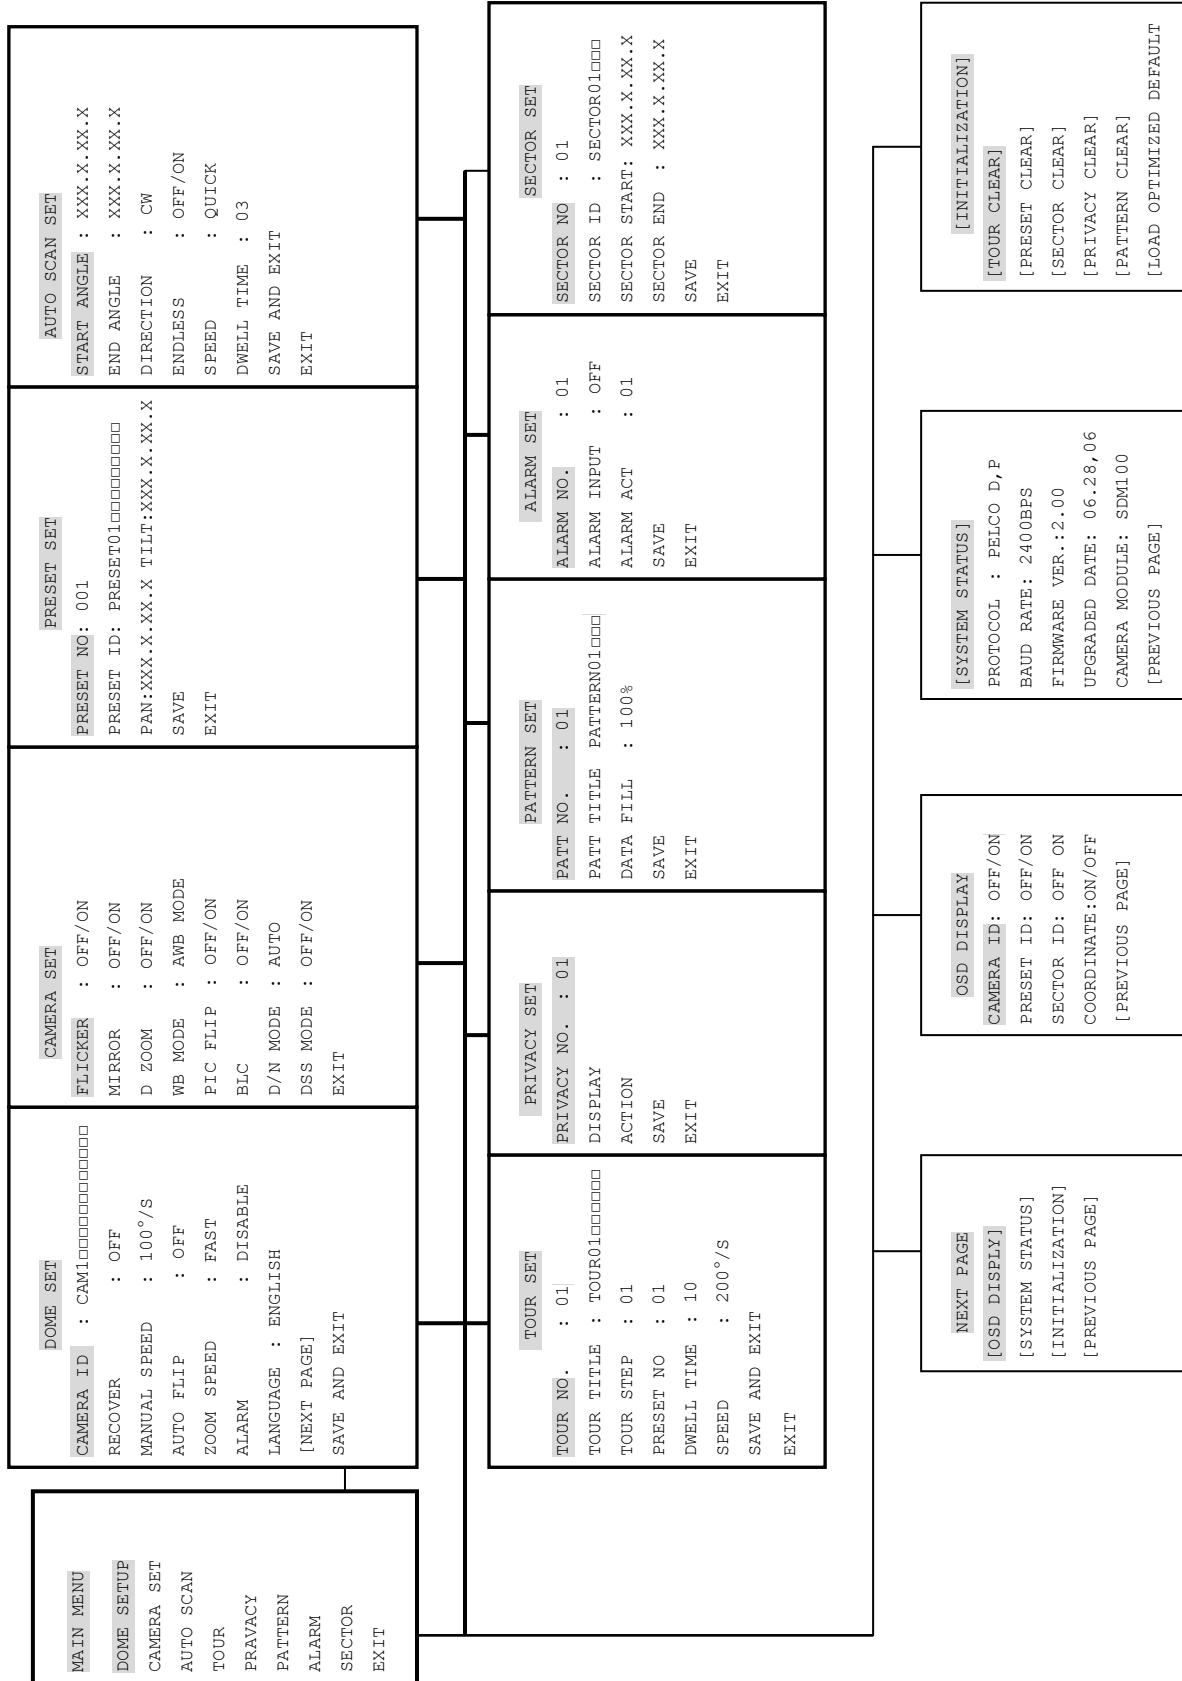 MAIN MENU
DOME SETUP
CAMERA SET
AUTO SCAN
TOUR
PRAVACY
PATTERN
ALARM
SECTOR
EXIT
DOME SET
CAMERA ID : CAM1□□□□□□□□□□□□
RECOVER : OFF
MANUAL SPEED : 100°/S
AUTO FLIP : OFF
ZOOM SPEED : FAST
ALARM : DISABLE
LANGUAGE : ENGLISH
[NEXT PAGE]
SAVE AND EXIT
CAMERA SET
FLICKER : OFF/ON
MIRROR : OFF/ON
D ZOOM : OFF/ON
WB MODE : AWB MODE
PIC FLIP : OFF/ON
BLC : OFF/ON
D/N MODE : AUTO
DSS MODE : OFF/ON
EXIT
PRESET SET
PRESET NO: 001
PRESET ID: PRESET01□□□□□□□□□
PAN:XXX.X.XX.X TILT:XXX.X.XX.X
SAVE
EXIT
AUTO SCAN SET
START ANGLE : XXX.X.XX.X
END ANGLE : XXX.X.XX.X
DIRECTION : CW
ENDLESS : OFF/ON
SPEED : QUICK
DWELL TIME : 03
SAVE AND EXIT
EXIT
TOUR SET
TOUR NO. : 01
TOUR TITLE : TOUR01□□□□□□
TOUR STEP : 01
PRESET NO : 01
DWELL TIME : 10
SPEED : 200°/S
SAVE AND EXIT
EXIT
PRIVACY SET
PRIVACY NO. : 01
DISPLAY
ACTION
SAVE
EXIT
PATTERN SET
PATT NO. : 01
PATT TITLE PATTERN01□□□
DATA FILL : 100%
SAVE
EXIT
ALARM SET
ALARM NO. : 01
ALARM INPUT : OFF
ALARM ACT : 01
SAVE
EXIT
SECTOR SET
SECTOR NO : 01
SECTOR ID : SECTOR01□□□
SECTOR START: XXX.X.XX.X
SECTOR END : XXX.X.XX.X
SAVE
EXIT
NEXT PAGE
[OSD DISPLY]
[SYSTEM STATUS]
[INITIALIZATION]
[PREVIOUS PAGE]
OSD DISPLAY
CAMERA ID: OFF/ON
PRESET ID: OFF/ON
SECTOR ID: OFF ON
COORDINATE:ON/OFF
[PREVIOUS PAGE]
[SYSTEM STATUS]
PROTOCOL : PELCO D,P
BAUD RATE: 2400BPS
FIRMWARE VER.:2.00
UPGRADED DATE: 06.28,06
CAMERA MODULE: SDM100
[PREVIOUS PAGE]
[INITIALIZATION]
[TOUR CLEAR]
[PRESET CLEAR]
[SECTOR CLEAR]
[PRIVACY CLEAR]
[PATTERN CLEAR]
[LOAD OPTIMIZED DEFAULT